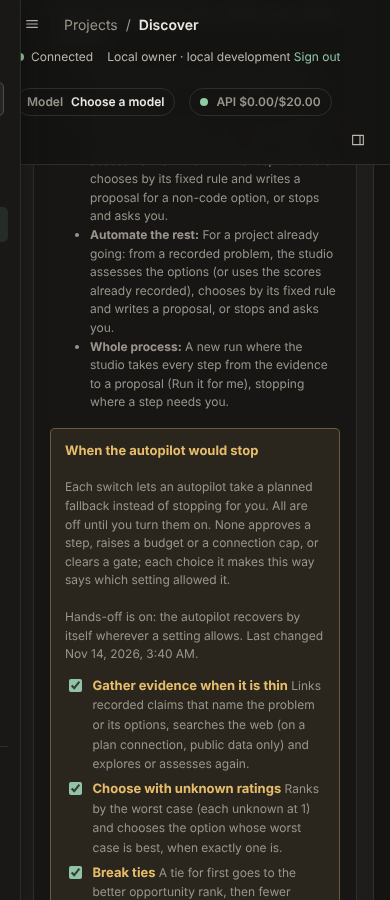 Projects / Discover
Connected Local owner · local development Sign out
Model Choose a model API $0.00/$20.00
chooses by its fixed rule and writes a
proposal for a non-code option, or stops
and asks you.
• Automate the rest: For a project already
going: from a recorded problem, the studio
assesses the options (or uses the scores
already recorded), chooses by its fixed rule
and writes a proposal, or stops and asks
you.
• Whole process: A new run where the
studio takes every step from the evidence
to a proposal (Run it for me), stopping
where a step needs you.
When the autopilot would stop
Each switch lets an autopilot take a planned
fallback instead of stopping for you. All are
off until you turn them on. None approves a
step, raises a budget or a connection cap, or
clears a gate; each choice it makes this way
says which setting allowed it.
Hands-off is on: the autopilot recovers by
itself wherever a setting allows. Last changed
Nov 14, 2026, 3:40 AM.
Gather evidence when it is thin Links
recorded claims that name the problem
or its options, searches the web (on a
plan connection, public data only) and
explores or assesses again.
Choose with unknown ratings Ranks
by the worst case (each unknown at 1)
and chooses the option whose worst
case is best, when exactly one is.
Break ties A tie for first goes to the
better opportunity rank, then fewer